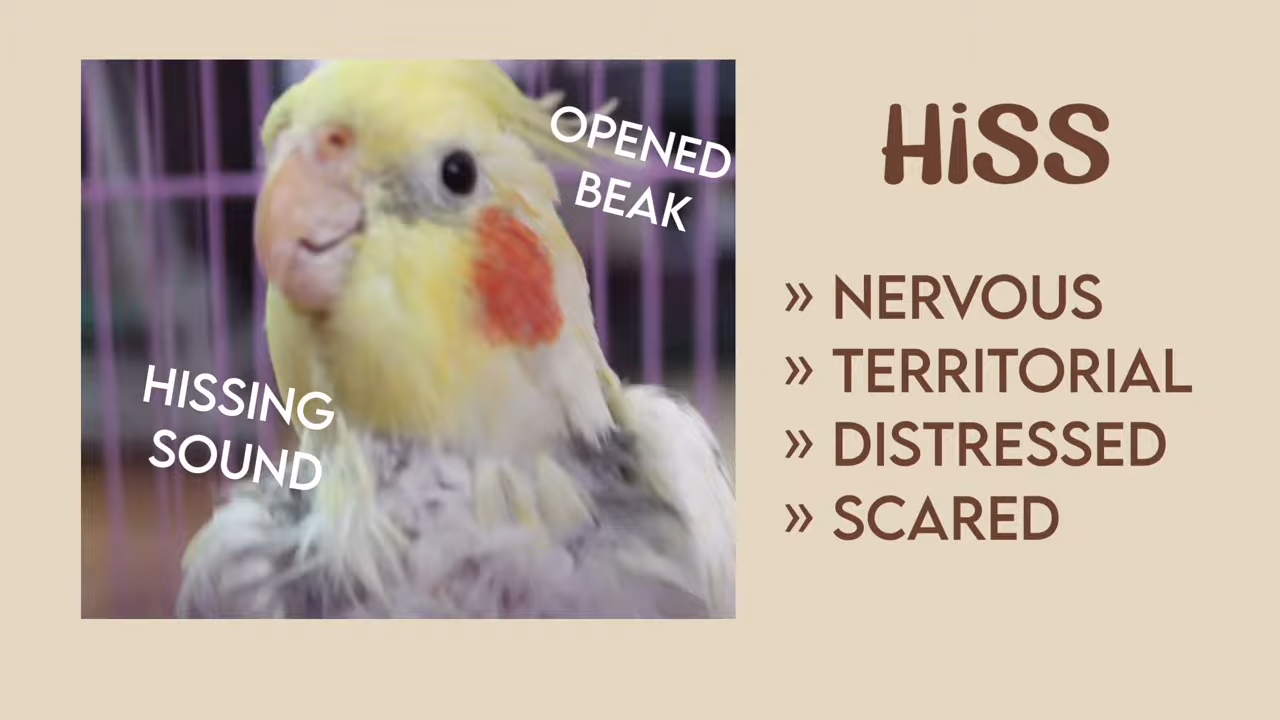 OPENED
BEAK
HISSING
SOUND
HiSS
» NERVOUS
» TERRITORIAL
» DISTRESSED
» SCARED